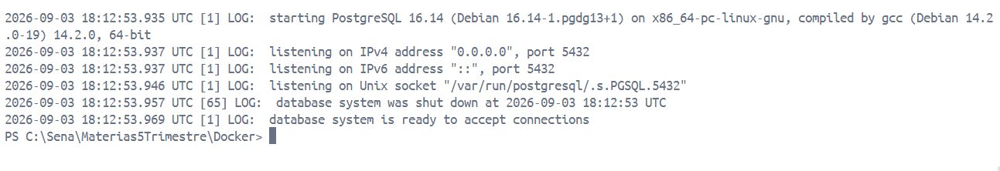 2026-09-03 18:12:53.935 UTC [1] LOG:  starting PostgreSQL 16.14 (Debian 16.14-1.pgdg13+1) on x86_64-pc-linux-gnu, compiled by gcc (Debian 14.2
.0-19) 14.2.0, 64-bit
2026-09-03 18:12:53.937 UTC [1] LOG:  listening on IPv4 address "0.0.0.0", port 5432
2026-09-03 18:12:53.937 UTC [1] LOG:  listening on IPv6 address "::", port 5432
2026-09-03 18:12:53.946 UTC [1] LOG:  listening on Unix socket "/var/run/postgresql/.s.PGSQL.5432"
2026-09-03 18:12:53.957 UTC [65] LOG:  database system was shut down at 2026-09-03 18:12:53 UTC
2026-09-03 18:12:53.969 UTC [1] LOG:  database system is ready to accept connections
PS C:\Sena\Materias5Trimestre\Docker>